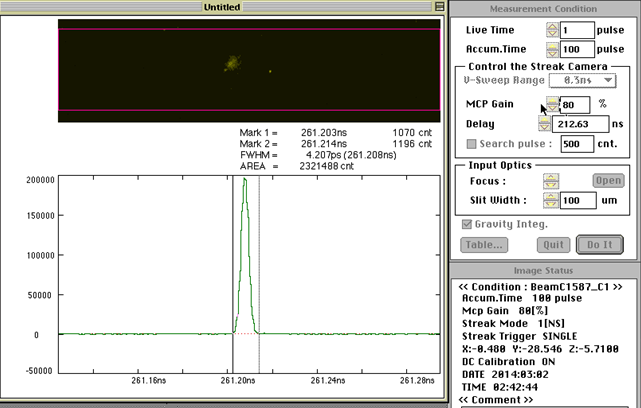 Untitled
Mark 1 = 261.203ns 1070 cnt
Mark 2 = 261.214ns 1196 cnt
FWHM = 4.207ps (261.208ns)
AREA = 2321488 cnt
200000
150000
100000
50000
0
-50000
261.16ns 261.20ns 261.24ns 261.28ns
Measurement Condition
Live Time 1 pulse
Accum.Time 100 pulse
Control the Streak Camera
V-Sweep Range 0.3ns
MCP Gain 80 %
Delay 212.63 ns
Search pulse : 500 cnt.
Input Optics
Focus : Open
Slit Width : 100 um
Gravity Integ.
Table... Quit Do It
Image Status
<< Condition : BeamC1587_C1 >>
Accum.Time 100 pulse
Mcp Gain 80[%]
Streak Mode 1[NS]
Streak Trigger SINGLE
X:-0.480 Y:-28.546 Z:-5.7100
DC Calibration ON
DATE 2014:03:02
TIME 02:42:44
<< Comment >>